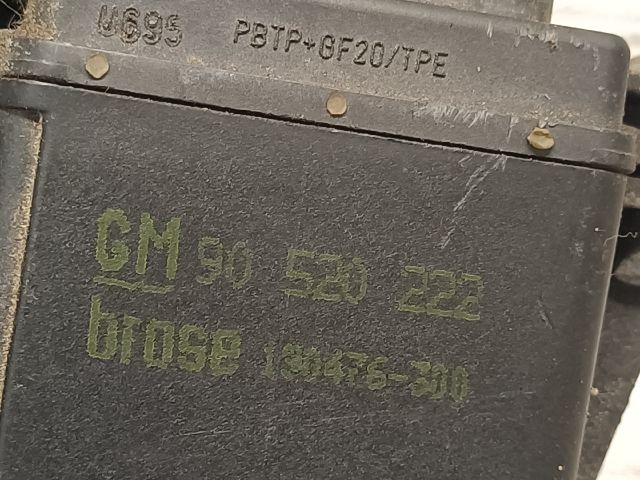 U695 PBTP+GF20/TPE
GM 90 520 222
brose 130476-300